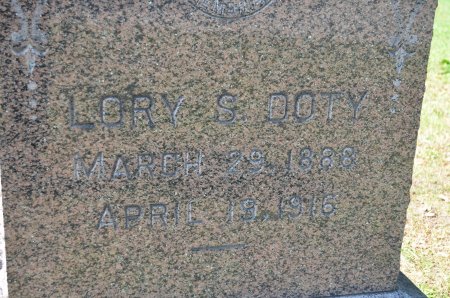 LORY S. DOTY
MARCH 29, 1888
APRIL 19, 1916